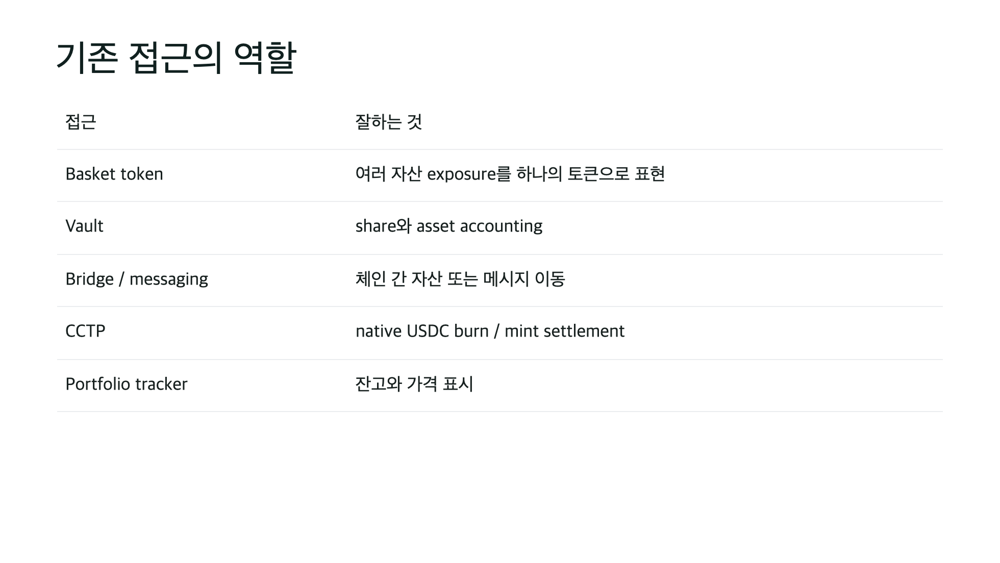 기존 접근의 역할
접근 잘하는 것
Basket token 여러 자산 exposure를 하나의 토큰으로 표현
Vault share와 asset accounting
Bridge / messaging 체인 간 자산 또는 메시지 이동
CCTP native USDC burn / mint settlement
Portfolio tracker 잔고와 가격 표시